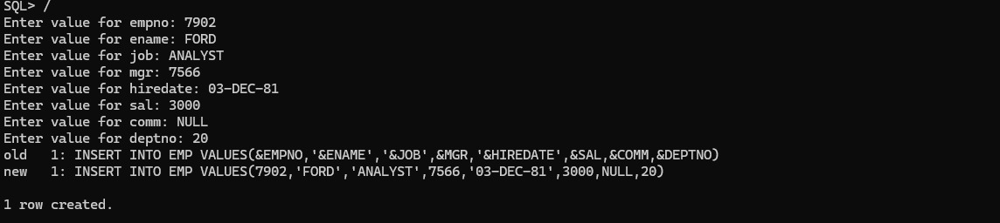 SQL> /
Enter value for empno: 7902
Enter value for ename: FORD
Enter value for job: ANALYST
Enter value for mgr: 7566
Enter value for hiredate: 03-DEC-81
Enter value for sal: 3000
Enter value for comm: NULL
Enter value for deptno: 20
old   1: INSERT INTO EMP VALUES(&EMPNO,'&ENAME','&JOB',&MGR,'&HIREDATE',&SAL,&COMM,&DEPTNO)
new   1: INSERT INTO EMP VALUES(7902,'FORD','ANALYST',7566,'03-DEC-81',3000,NULL,20)
1 row created.